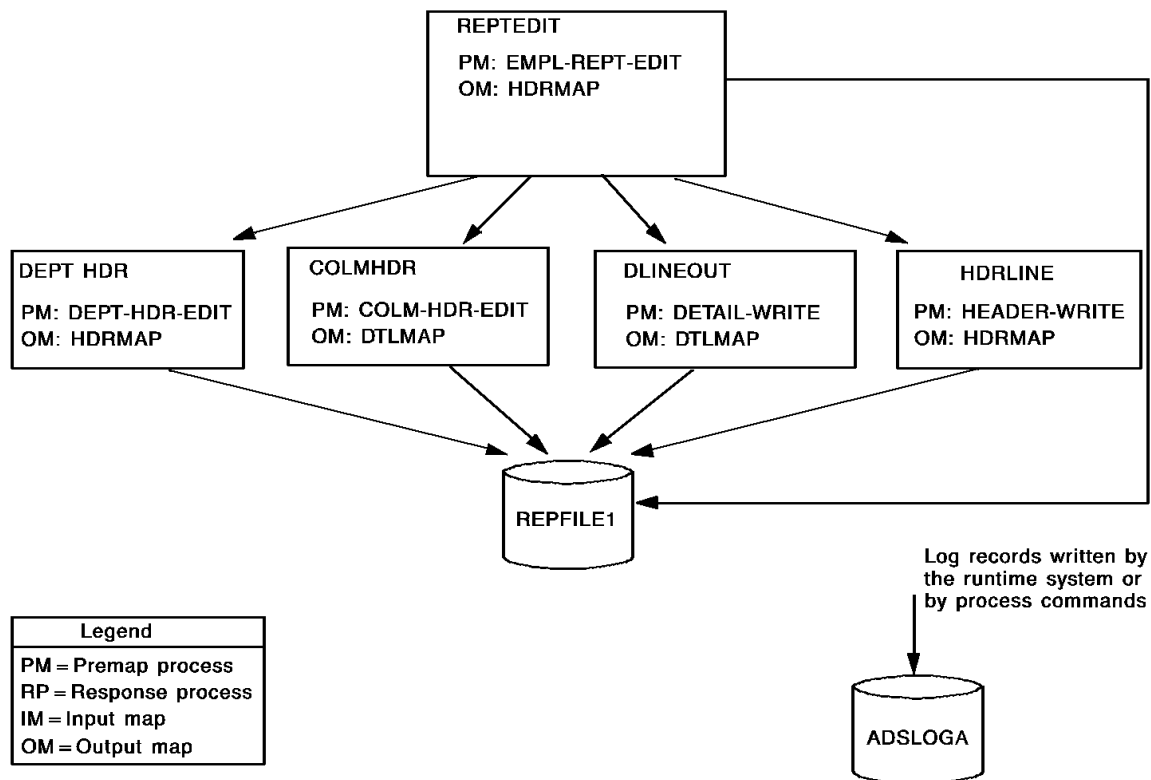 REPTEDIT
PM: EMPL-REPT-EDIT
OM: HDRMAP
DEPT HDR
PM: DEPT-HDR-EDIT
OM: HDRMAP
COLMHDR
PM: COLM-HDR-EDIT
OM: DTLMAP
DLINEOUT
PM: DETAIL-WRITE
OM: DTLMAP
HDRLINE
PM: HEADER-WRITE
OM: HDRMAP
REPFILE1
Log records written by
the runtime system or
by process commands
ADSLOGA
Legend
PM = Premap process
RP = Response process
IM = Input map
OM = Output map